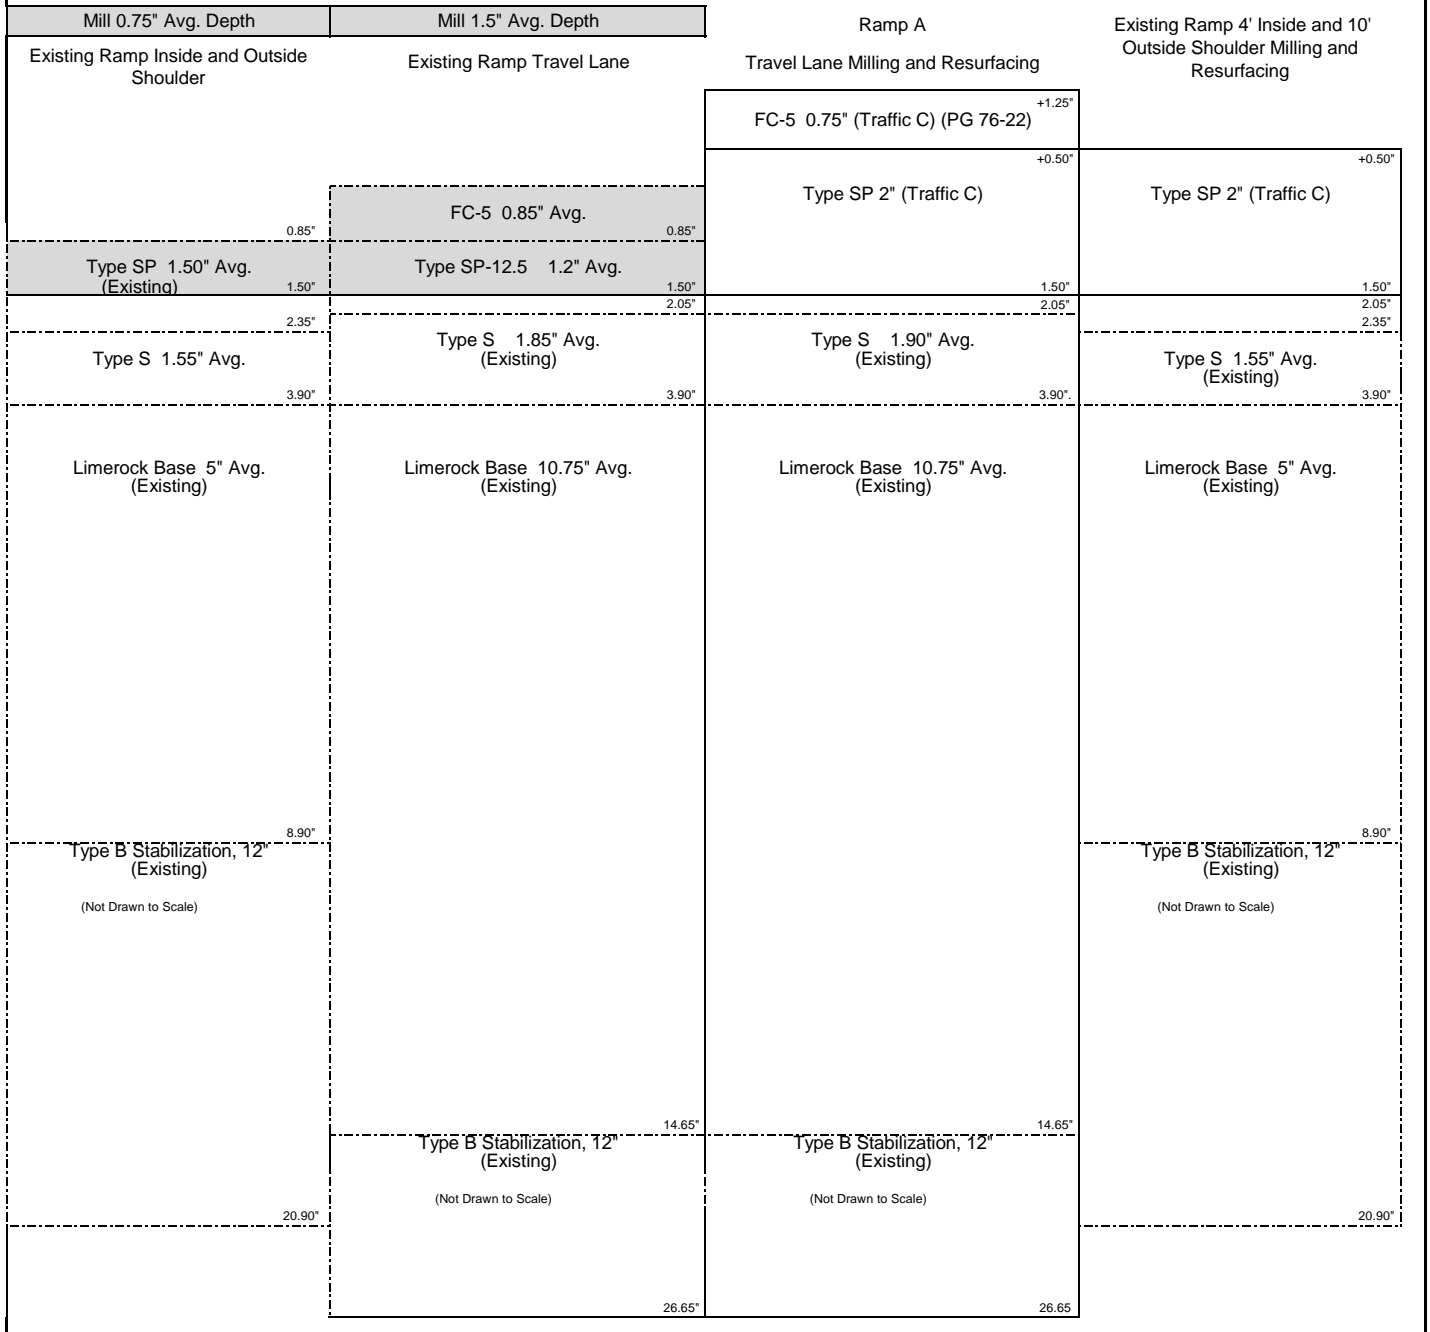 Mill 0.75" Avg. Depth
Mill 1.5" Avg. Depth
Ramp A
Existing Ramp 4' Inside and 10'
Outside Shoulder Milling and
Resurfacing
Existing Ramp Inside and Outside
Shoulder
Existing Ramp Travel Lane
Travel Lane Milling and Resurfacing
+1.25"
FC-5 0.75" (Traffic C) (PG 76-22)
+0.50"
+0.50"
Type SP 2" (Traffic C)
Type SP 2" (Traffic C)
FC-5 0.85" Avg.
0.85"
0.85"
Type SP 1.50" Avg.
(Existing)
1.50"
Type SP-12.5 1.2" Avg.
1.50"
1.50"
1.50"
2.05"
2.05"
2.05"
2.35"
2.35"
Type S 1.55" Avg.
Type S 1.85" Avg.
(Existing)
Type S 1.90" Avg.
(Existing)
Type S 1.55" Avg.
(Existing)
3.90"
3.90"
3.90".
3.90"
Limerock Base 5" Avg.
(Existing)
Limerock Base 10.75" Avg.
(Existing)
Limerock Base 10.75" Avg.
(Existing)
Limerock Base 5" Avg.
(Existing)
8.90"
8.90"
Type B Stabilization, 12"
(Existing)
(Not Drawn to Scale)
Type B Stabilization, 12"
(Existing)
(Not Drawn to Scale)
14.65"
14.65"
Type B Stabilization, 12"
(Existing)
(Not Drawn to Scale)
Type B Stabilization, 12"
(Existing)
(Not Drawn to Scale)
20.90"
20.90"
26.65"
26.65